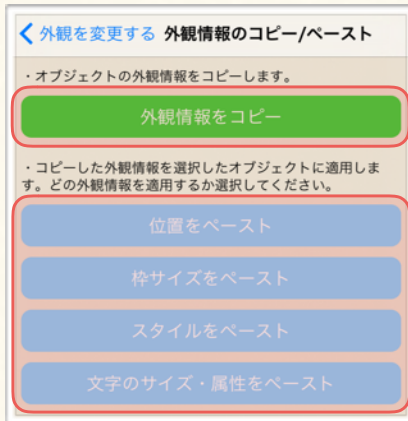 外観を変更する 外観情報のコピー/ペースト
・オブジェクトの外観情報をコピーします。
外観情報をコピー
・コピーした外観情報を選択したオブジェクトに適用しま
す。どの外観情報を適用するか選択してください。
位置をペースト
枠サイズをペースト
スタイルをペースト
文字のサイズ・属性をペースト